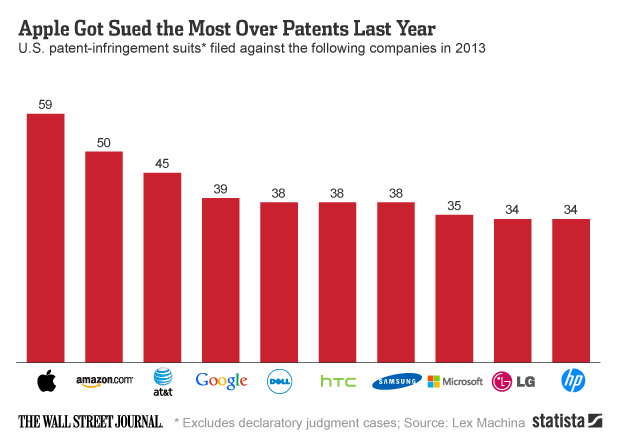 Apple Got Sued the Most Over Patents Last Year
U.S. patent-infringement suits* filed against the following companies in 2013
59
50
45
39
38
38
38
35
34
34
amazon.com
at&t
Google
DELL
hTC
SAMSUNG
Microsoft
LG
hp
THE WALL STREET JOURNAL.
* Excludes declaratory judgment cases; Source: Lex Machina
statista